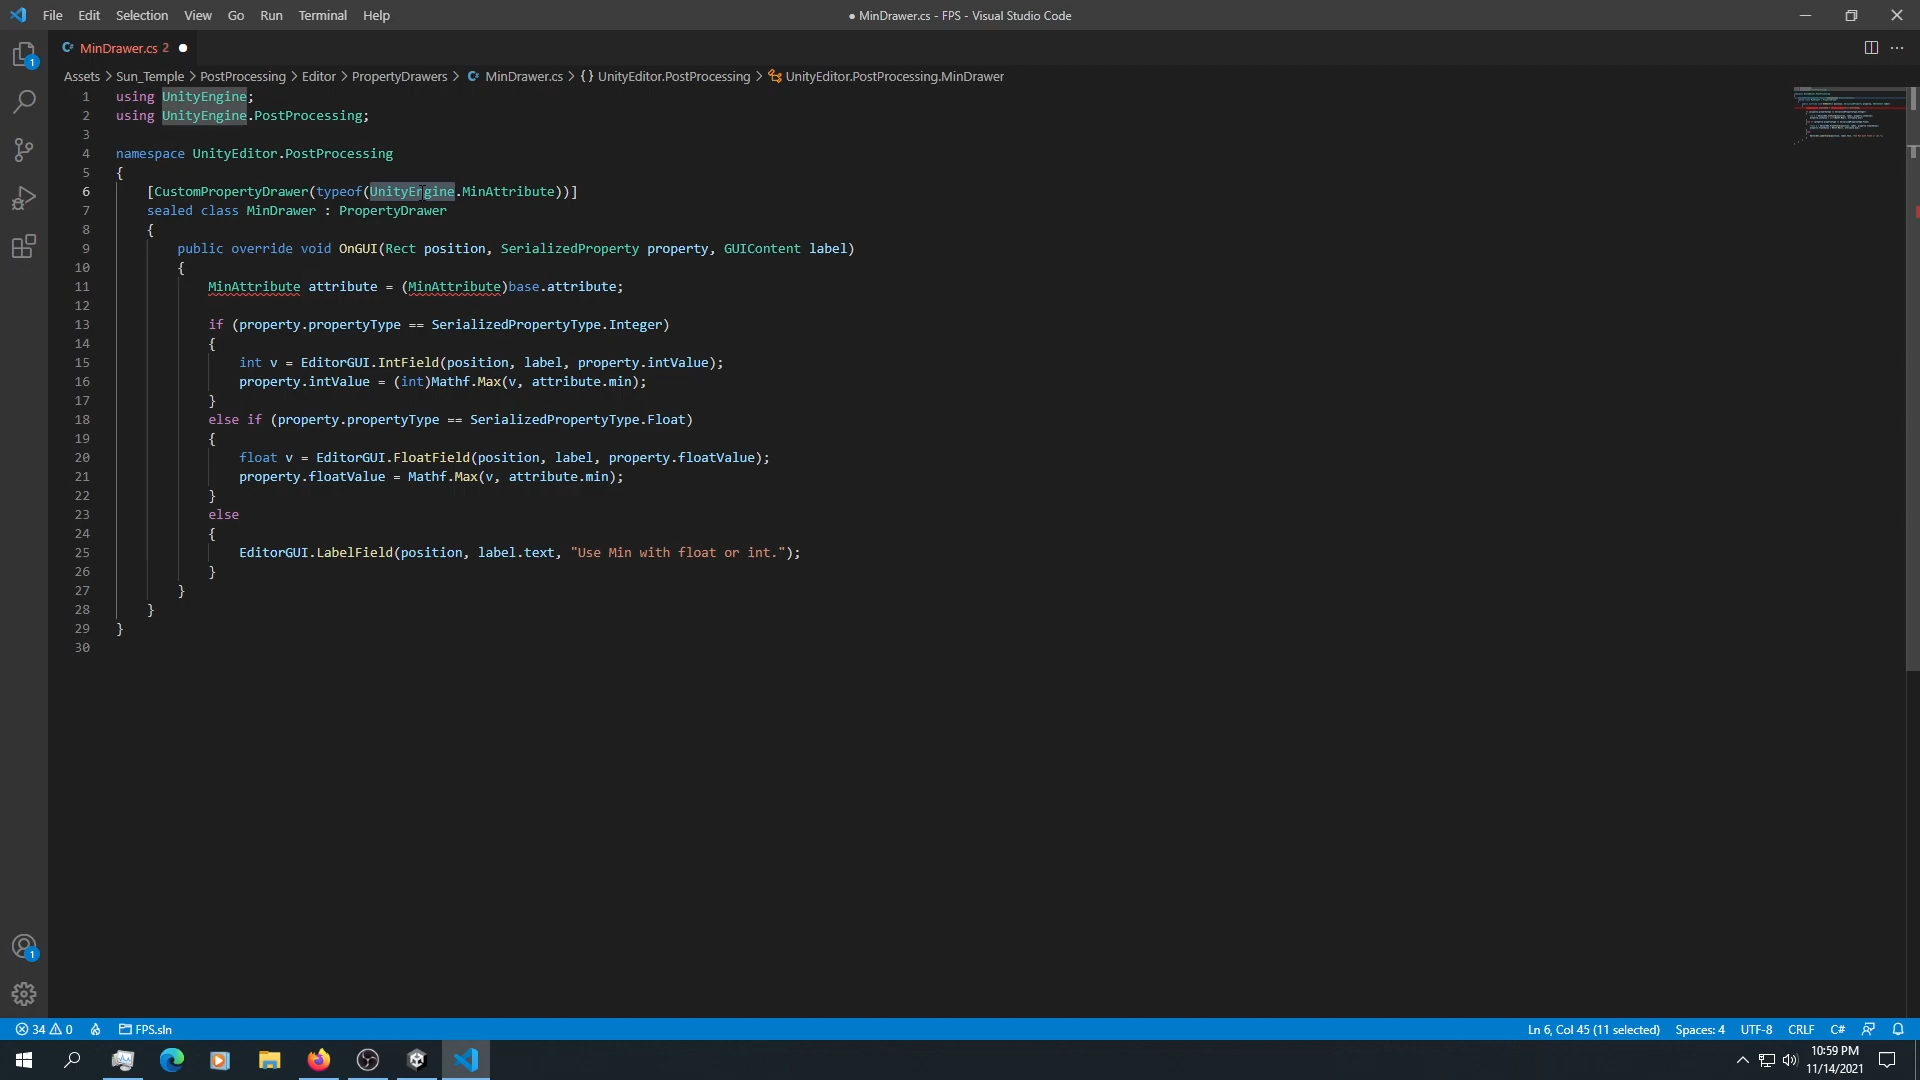 File Edit Selection View Go Run Terminal Help
● MinDrawer.cs - FPS - Visual Studio Code
MinDrawer.cs 2 ●
Assets > Sun_Temple > PostProcessing > Editor > PropertyDrawers > MinDrawer.cs > {} UnityEditor.PostProcessing > UnityEditor.PostProcessing.MinDrawer
1 using UnityEngine;
2 using UnityEngine.PostProcessing;
3
4 namespace UnityEditor.PostProcessing
5 {
6 [CustomPropertyDrawer(typeof(UnityEngine.MinAttribute))]
7 sealed class MinDrawer : PropertyDrawer
8 {
9 public override void OnGUI(Rect position, SerializedProperty property, GUIContent label)
10 {
11 MinAttribute attribute = (MinAttribute)base.attribute;
12
13 if (property.propertyType == SerializedPropertyType.Integer)
14 {
15 int v = EditorGUI.IntField(position, label, property.intValue);
16 property.intValue = (int)Mathf.Max(v, attribute.min);
17 }
18 else if (property.propertyType == SerializedPropertyType.Float)
19 {
20 float v = EditorGUI.FloatField(position, label, property.floatValue);
21 property.floatValue = Mathf.Max(v, attribute.min);
22 }
23 else
24 {
25 EditorGUI.LabelField(position, label.text, "Use Min with float or int.");
26 }
27 }
28 }
29 }
30
1
1
34 0 FPS.sln
Ln 6, Col 45 (11 selected) Spaces: 4 UTF-8 CRLF C#
10:59 PM
11/14/2021